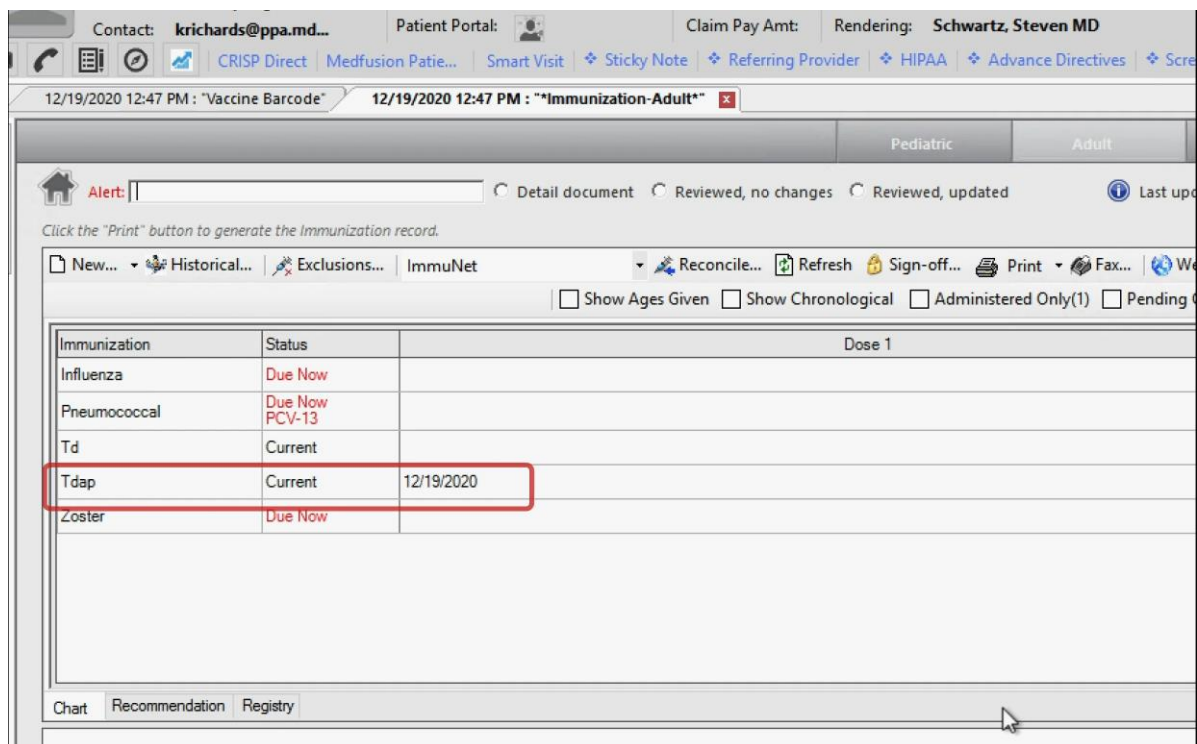 Contact: krichards@ppa.md... Patient Portal: Claim Pay Amt: Rendering: Schwartz, Steven MD
CRISP Direct Medfusion Patie... Smart Visit Sticky Note Referring Provider HIPAA Advance Directives Scre
12/19/2020 12:47 PM : "Vaccine Barcode" 12/19/2020 12:47 PM : "*Immunization-Adult*" x
Pediatric Adult
Alert: Detail document Reviewed, no changes Reviewed, updated Last upd
Click the "Print" button to generate the Immunization record.
New... Historical... Exclusions... ImmuNet Reconcile... Refresh Sign-off... Print Fax... We
Show Ages Given Show Chronological Administered Only(1) Pending
Immunization Status Dose 1
Influenza Due Now
Pneumococcal Due Now
PCV-13
Td Current
Tdap Current 12/19/2020
Zoster Due Now
Chart Recommendation Registry